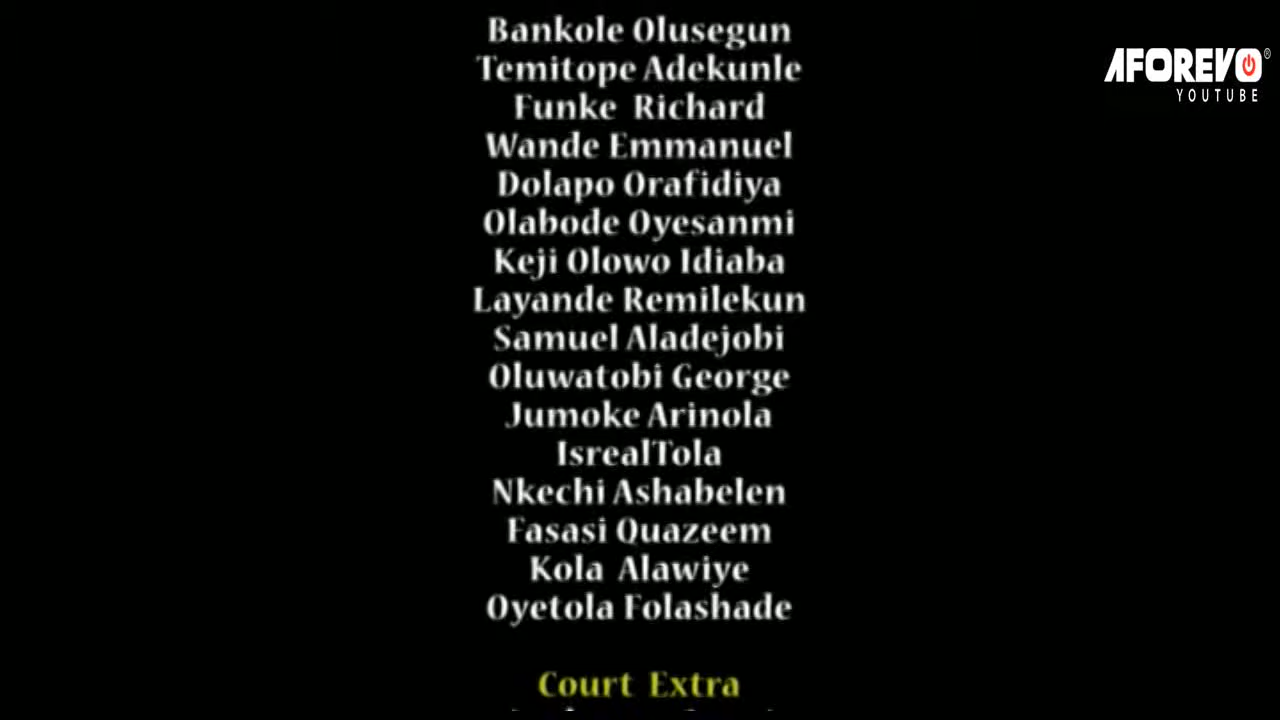 Bankole Olusegun
Temitope Adekunle
Funke Richard
Wande Emmanuel
Dolapo Orafidiya
Olabode Oyesanmi
Keji Olowo Idiaba
Layande Remilekun
Samuel Aladejobi
Oluwatobi George
Jumoke Arinola
IsrealTola
Nkechi Ashabelen
Fasasi Quazeem
Kola Alawiye
Oyetola Folashade
Court Extra
AFOREVO®
YOUTUBE